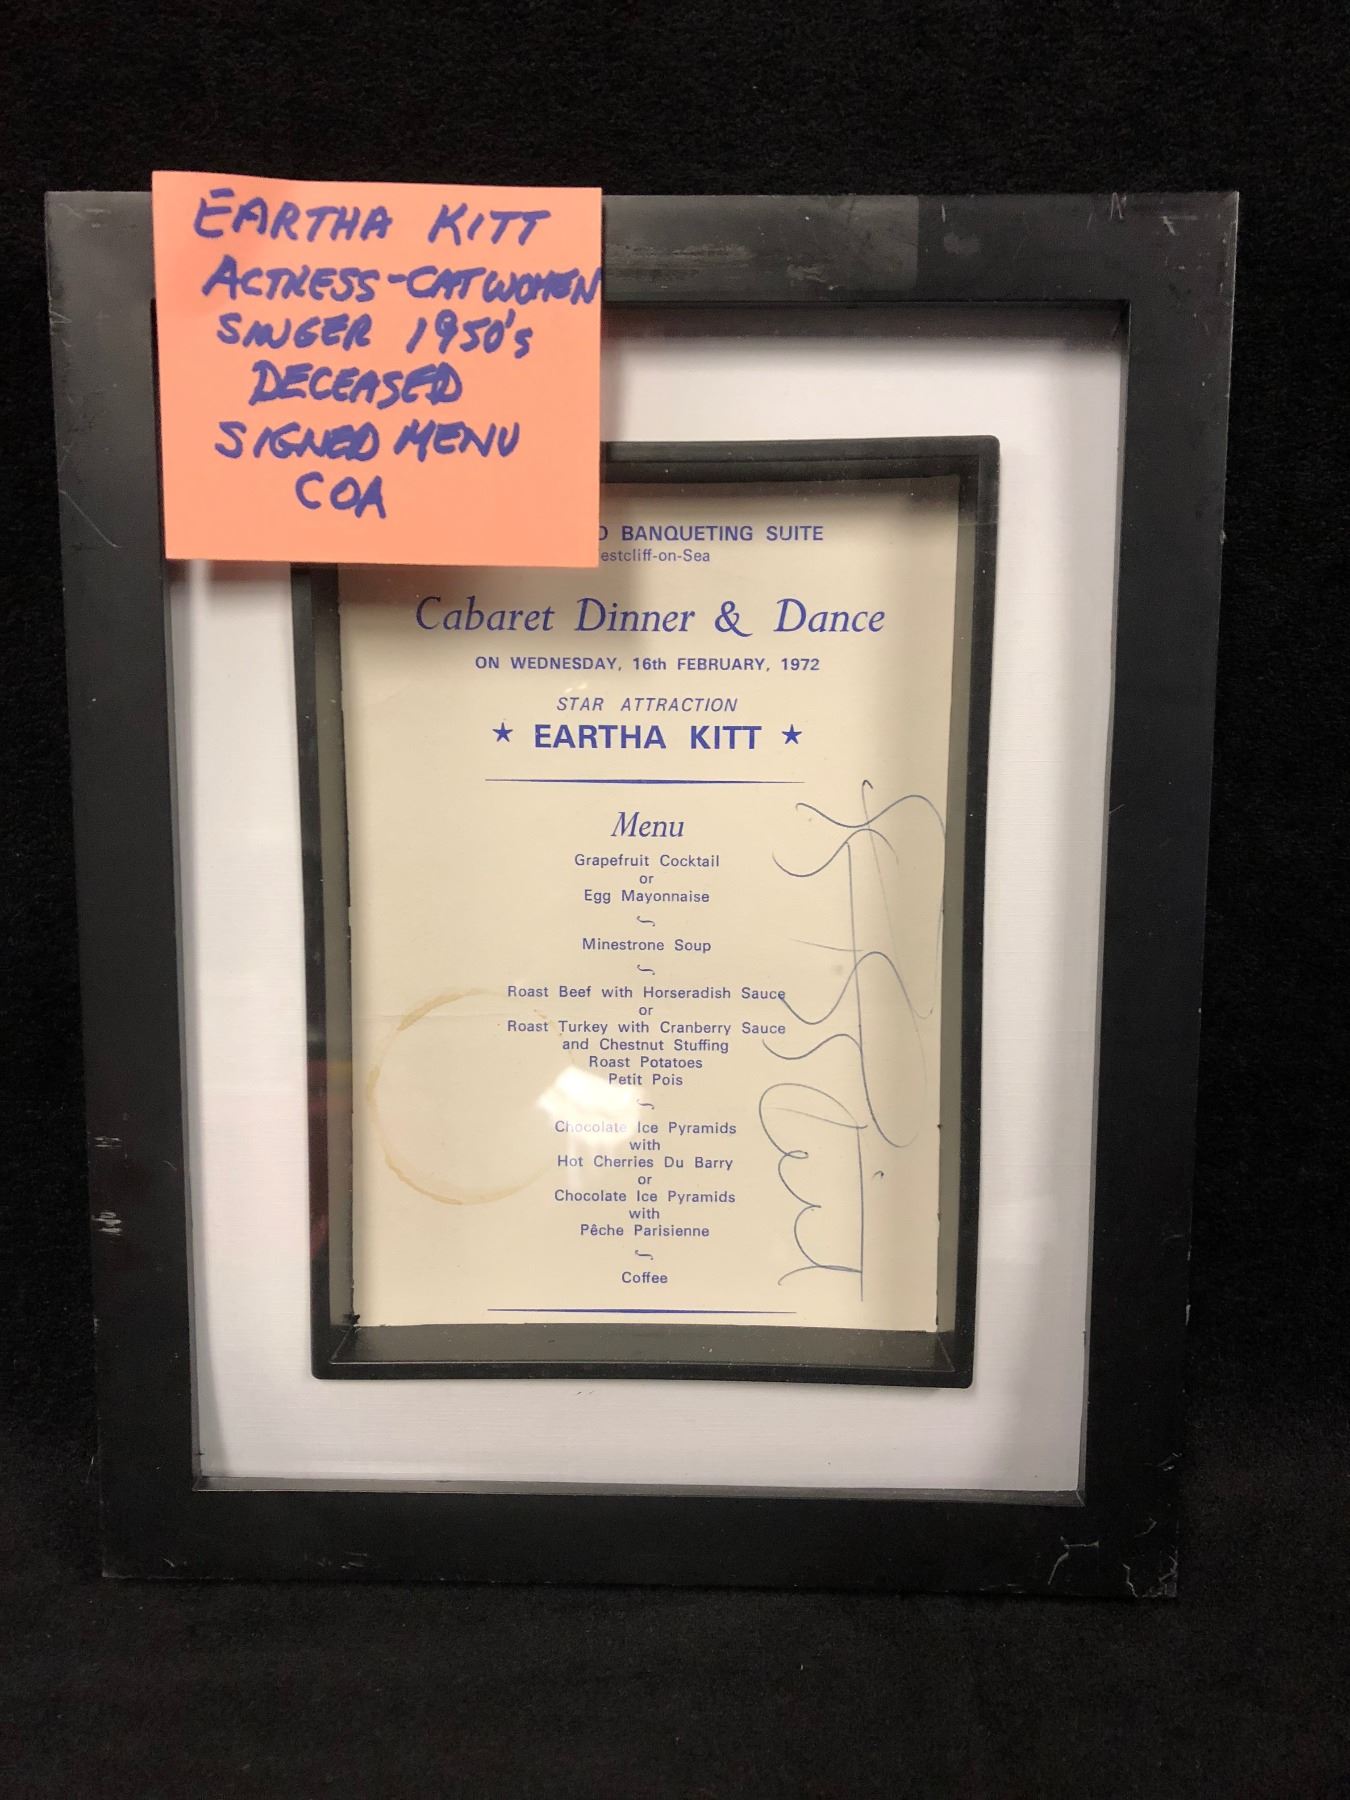 EARTHA KITT
ACTRESS-CATWOMEN
SINGER 1950's
DECEASED
SIGNED MENU
COA
BANQUETING SUITE
estcliff-on-Sea
Cabaret Dinner & Dance
ON WEDNESDAY, 16th FEBRUARY, 1972
STAR ATTRACTION
★ EARTHA KITT ★
Menu
Grapefruit Cocktail
or
Egg Mayonnaise
Minestrone Soup
Roast Beef with Horseradish Sauce
or
Roast Turkey with Cranberry Sauce
and Chestnut Stuffing
Roast Potatoes
Petit Pois
Chocolate Ice Pyramids
with
Hot Cherries Du Barry
or
Chocolate Ice Pyramids
with
Pêche Parisienne
Coffee